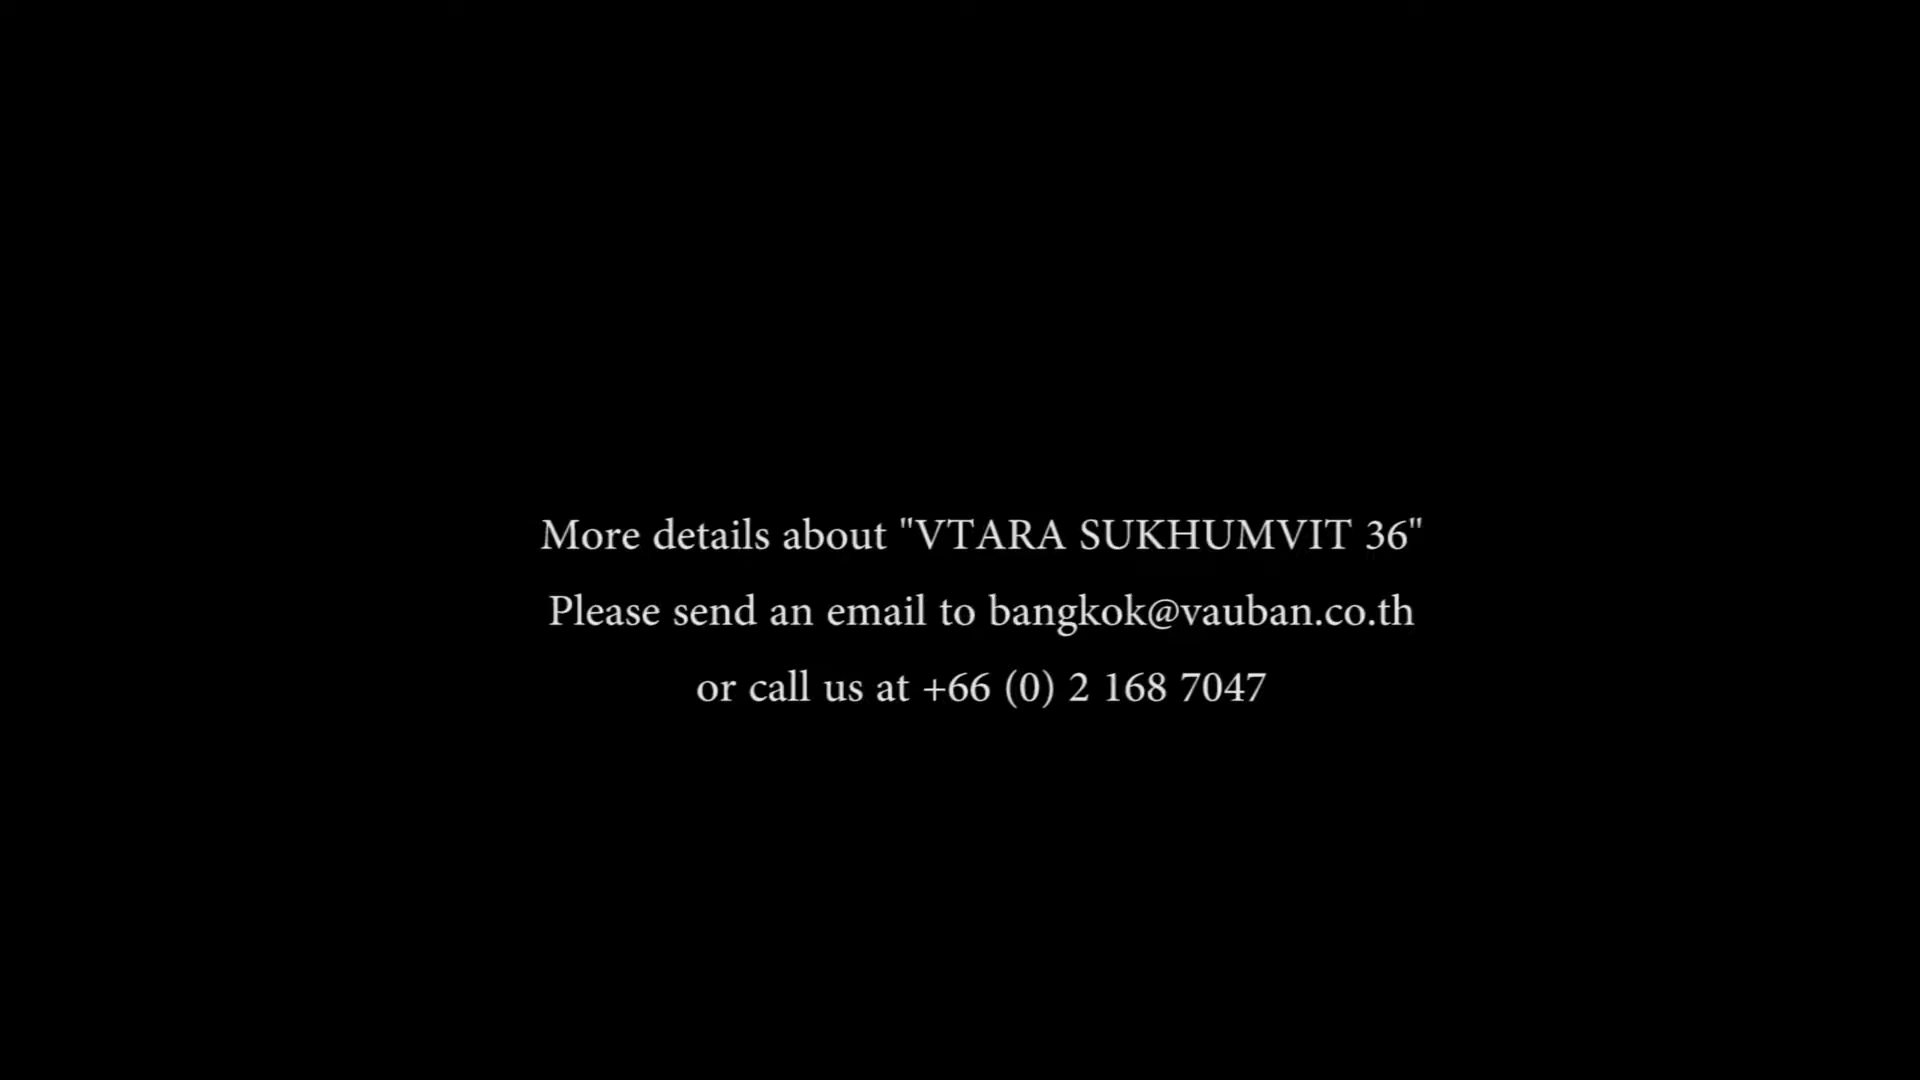 More details about "VTARA SUKHUMVIT 36"
Please send an email to bangkok@vauban.co.th
or call us at +66 (0) 2 168 7047